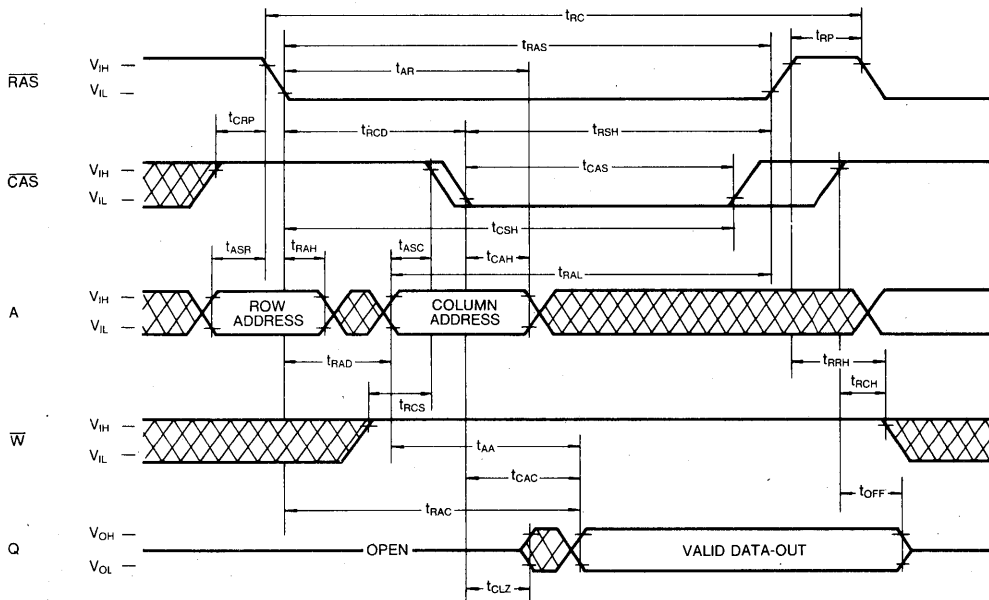 tRC
tRAS
tRP
tAR
RAS
VIH
VIL
tCRP
tRCD
tRSH
tCAS
CAS
VIH
VIL
tCSH
tASR
tRAH
tASC
tCAH
tRAL
A
VIH
VIL
ROW
ADDRESS
COLUMN
ADDRESS
tRAD
tRRH
tRCS
tRCH
W
VIH
VIL
tAA
tCAC
tOFF
tRAC
Q
VOH
VOL
OPEN
VALID DATA-OUT
tCLZ